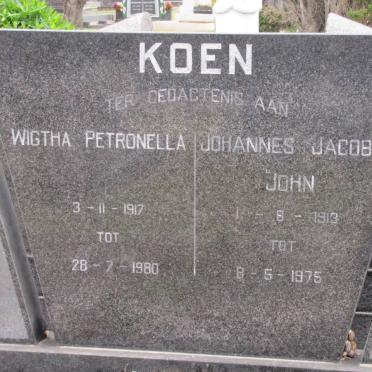 KOEN
TER GEDAGTENIS AAN
WIGTHA PETRONELLA
3-11-1917
TOT
28-7-1980
JOHANNES JACOB
"JOHN
1-8-1913
TOT
8-5-1975